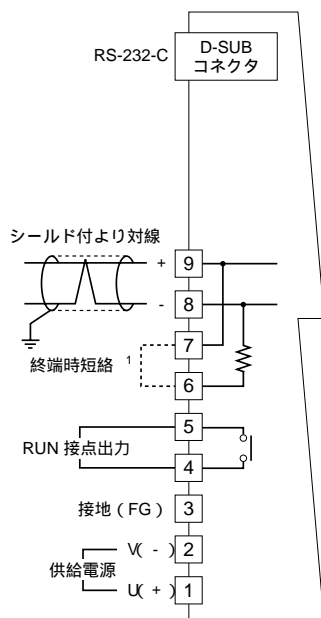 RS-232-C
D-SUB
コネクタ
シールド付より対線
+ 9
- 8
7
終端時短絡 1
6
5
RUN 接点出力
4
接地（FG） 3
V( - ) 2
供給電源
U( + ) 1